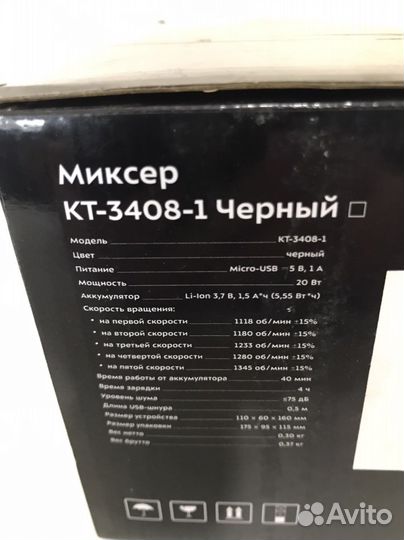 Миксер
КТ-3408-1 Черный
Модель КТ-3408-1
Цвет черный
Питание Micro-USB 5 В, 1 А
Мощность 20 Вт
Аккумулятор Li-Ion 3,7 В, 1,5 А*ч (5,55 Вт*ч)
Скорость вращения: 5
• на первой скорости 1118 об/мин ±15%
• на второй скорости 1180 об/мин ±15%
• на третьей скорости 1233 об/мин ±15%
• на четвертой скорости 1280 об/мин ±15%
• на пятой скорости 1345 об/мин ±15%
Время работы от аккумулятора 40 мин
Время зарядки 4 ч
Уровень шума ≤75 дБ
Длина USB-шнура 0,5 м
Размер устройства 110 × 60 × 160 мм
Размер упаковки 175 × 95 × 115 мм
Вес нетто 0,30 кг
Вес брутто 0,37 кг
Avito